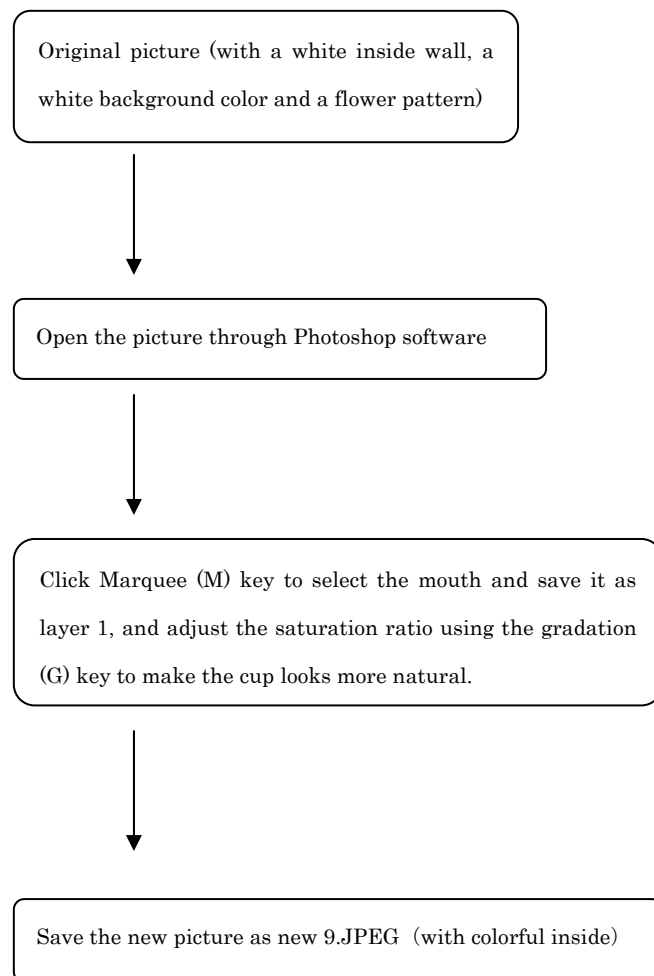 Original picture (with a white inside wall, a
white background color and a flower pattern)
Open the picture through Photoshop software
Click Marquee (M) key to select the mouth and save it as
layer 1, and adjust the saturation ratio using the gradation
(G) key to make the cup looks more natural.
Save the new picture as new 9.JPEG (with colorful inside)